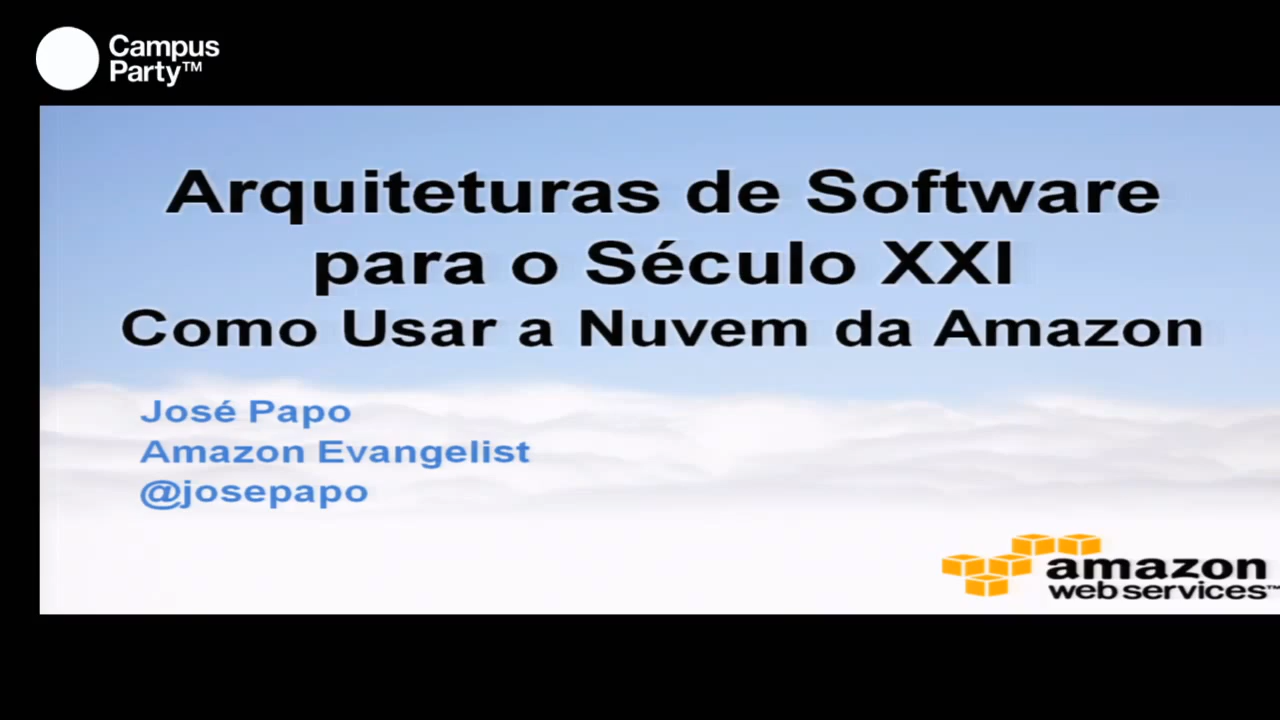 Campus
Party™
Arquiteturas de Software
para o Século XXI
Como Usar a Nuvem da Amazon
José Papo
Amazon Evangelist
@josepapo
amazon
web services™